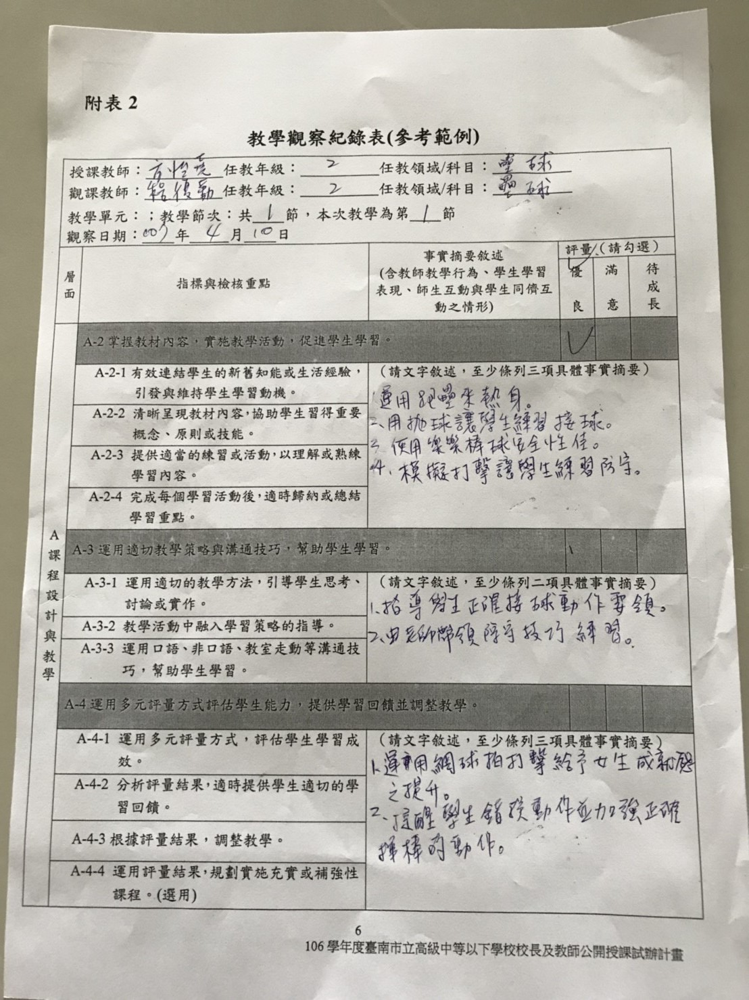 附表 2
教學觀察紀錄表(參考範例)
授課教師：方 任教年級：2 任教領域/科目：壘球
觀課教師：程俊勳 任教年級：2 任教領域/科目：壘球
教學單元：；教學節次：共1節，本次教學為第1節
觀察日期：107年4月10日
層面
指標與檢核重點
事實摘要敘述
(含教師教學行為、學生學習
表現、師生互動與學生同儕互
動之情形)
評量(請勾選)
優良
滿意
待成長
A課程設計與教學
A-2 掌握教材內容，實施教學活動，促進學生學習。
A-2-1 有效連結學生的新舊知能或生活經驗，
引發與維持學生學習動機。
A-2-2 清晰呈現教材內容，協助學生習得重要
概念、原則或技能。
A-2-3 提供適當的練習或活動，以理解或熟練
學習內容。
A-2-4 完成每個學習活動後，適時歸納或總結
學習重點。
（請文字敘述，至少條列三項具體事實摘要）
1.運用跑壘來熱身。
2、用拋球讓學生練習接球。
3、使用樂樂棒球安全性佳。
4、模擬打擊讓學生練習防守。
A-3 運用適切教學策略與溝通技巧，幫助學生學習。
A-3-1 運用適切的教學方法，引導學生思考、
討論或實作。
A-3-2 教學活動中融入學習策略的指導。
A-3-3 運用口語、非口語、教室走動等溝通技
巧，幫助學生學習。
（請文字敘述，至少條列二項具體事實摘要）
1.指導學生正確接球動作要領。
2、由老師帶領防守技巧練習。
A-4 運用多元評量方式評估學生能力，提供學習回饋並調整教學。
A-4-1 運用多元評量方式，評估學生學習成
效。
A-4-2 分析評量結果，適時提供學生適切的學
習回饋。
A-4-3 根據評量結果，調整教學。
A-4-4 運用評量結果，規劃實施充實或補強性
課程。(選用)
（請文字敘述，至少條列三項具體事實摘要）
1.運用網球拍打擊給予女生成就感
之提升。
2、提醒學生錯誤動作並加強正確
揮棒的動作。
6
106 學年度臺南市立高級中等以下學校校長及教師公開授課試辦計畫